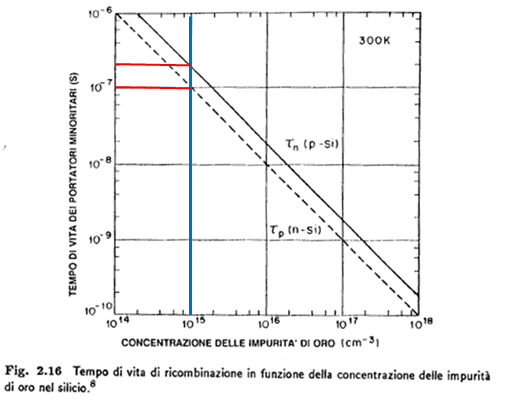 10⁻⁶
300K
10⁻⁷
τn (p-Si)
10⁻⁸
τp (n-Si)
10⁻⁹
10⁻¹⁰
10¹⁴ 10¹⁵ 10¹⁶ 10¹⁷ 10¹⁸
TEMPO DI VITA DEI PORTATORI MINORITARI (S)
CONCENTRAZIONE DELLE IMPURITA' DI ORO (cm⁻³)
Fig. 2.16 Tempo di vita di ricombinazione in funzione della concentrazione delle impurità
di oro nel silicio.⁸